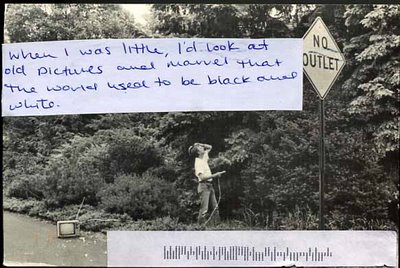 When I was little, I'd look at
old pictures and marvel that
the world used to be black and
white.
NO
OUTLET